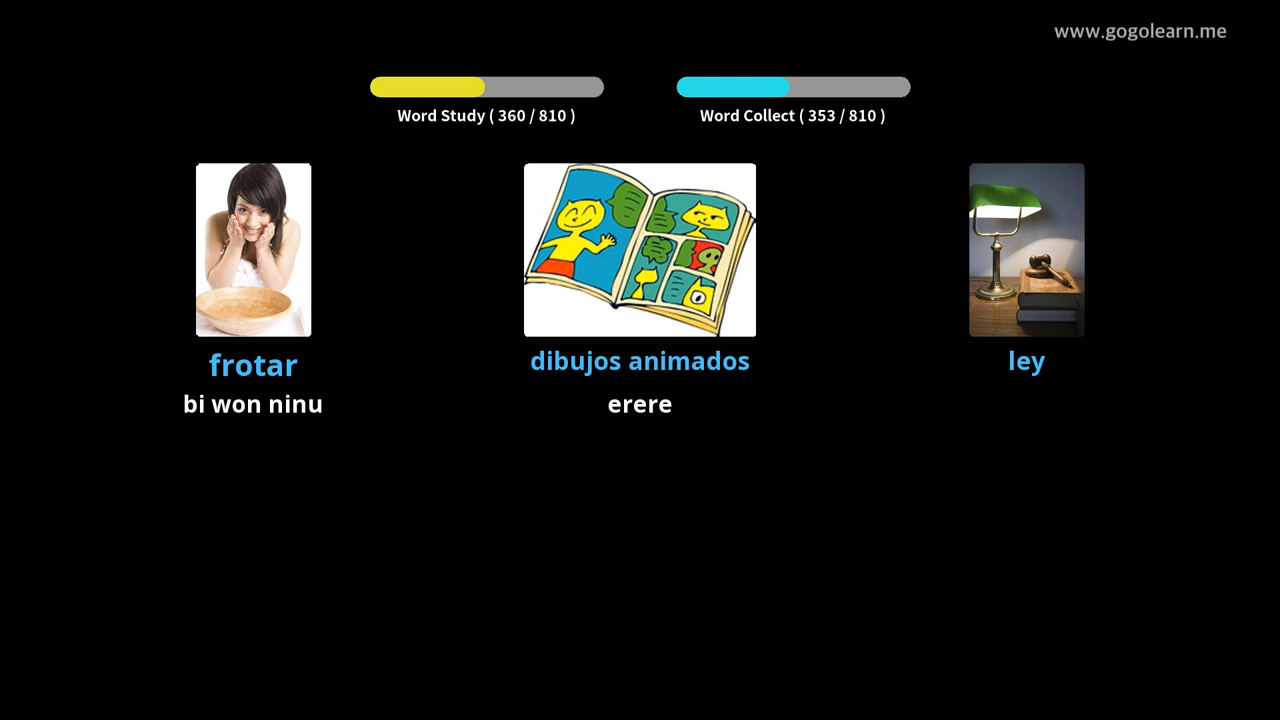 www.gogolearn.me
Word Study ( 360 / 810 )
Word Collect ( 353 / 810 )
frotar
bi won ninu
dibujos animados
erere
ley